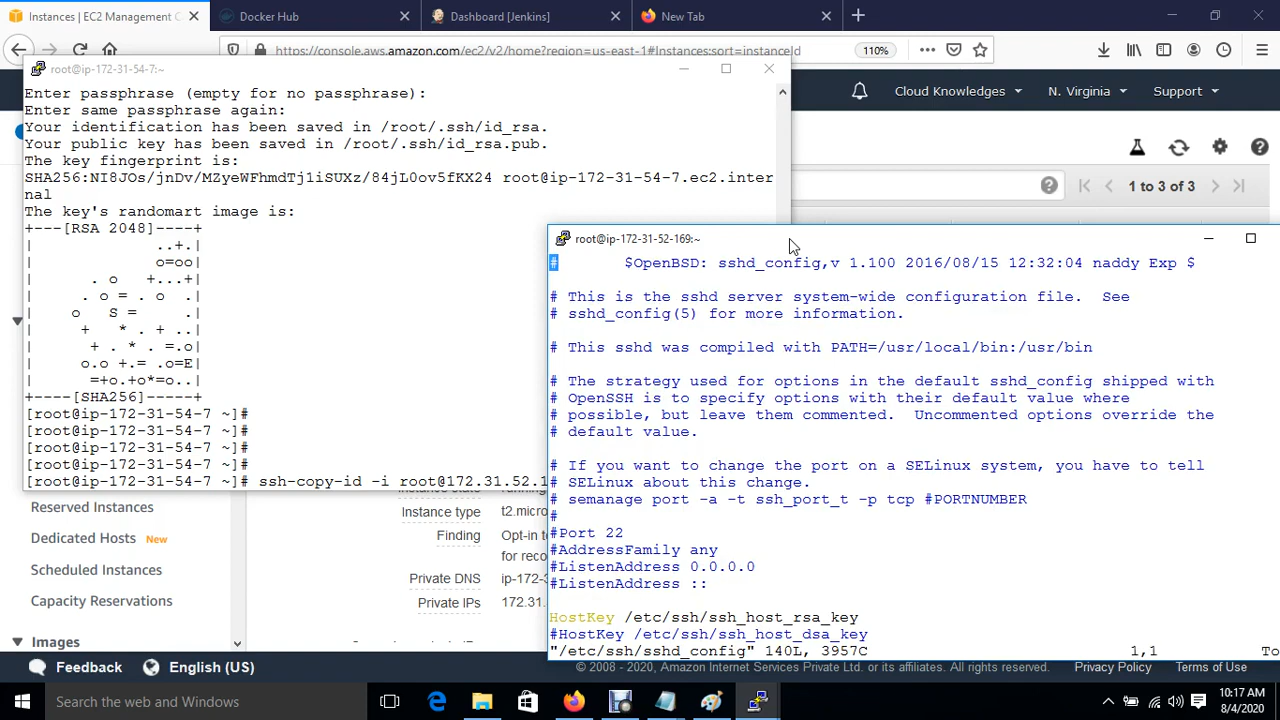 Instances | EC2 Management C
Docker Hub
Dashboard [Jenkins]
New Tab
https://console.aws.amazon.com/ec2/v2/home?region=us-east-1#Instances:sort=instanceId
110%
root@ip-172-31-54-7:~
Cloud Knowledges
N. Virginia
Support
1 to 3 of 3
Enter passphrase (empty for no passphrase):
Enter same passphrase again:
Your identification has been saved in /root/.ssh/id_rsa.
Your public key has been saved in /root/.ssh/id_rsa.pub.
The key fingerprint is:
SHA256:NI8JOs/jnDv/MZyeWFhmdTj1iSUXz/84jL0ov5fKX24 root@ip-172-31-54-7.ec2.inter
nal
The key's randomart image is:
+---[RSA 2048]----+
|             ..+.|
|             o=oo|
|      . o   +...+|
|     . o = . o  .|
|    o   S =     .|
|     +   * . + ..|
|      + . * . =.o|
|     o.o +.= .o=E|
|      =+o.+o*=o..|
+----[SHA256]-----+
[root@ip-172-31-54-7 ~]#
[root@ip-172-31-54-7 ~]#
[root@ip-172-31-54-7 ~]#
[root@ip-172-31-54-7 ~]#
[root@ip-172-31-54-7 ~]# ssh-copy-id -i root@172.31.52.1
root@ip-172-31-52-169:~
#       $OpenBSD: sshd_config,v 1.100 2016/08/15 12:32:04 naddy Exp $
# This is the sshd server system-wide configuration file.  See
# sshd_config(5) for more information.
# This sshd was compiled with PATH=/usr/local/bin:/usr/bin
# The strategy used for options in the default sshd_config shipped with
# OpenSSH is to specify options with their default value where
# possible, but leave them commented.  Uncommented options override the
# default value.
# If you want to change the port on a SELinux system, you have to tell
# SELinux about this change.
# semanage port -a -t ssh_port_t -p tcp #PORTNUMBER
#
#Port 22
#AddressFamily any
#ListenAddress 0.0.0.0
#ListenAddress ::
HostKey /etc/ssh/ssh_host_rsa_key
#HostKey /etc/ssh/ssh_host_dsa_key
"/etc/ssh/sshd_config" 140L, 3957C 1,1 To
Reserved Instances
Dedicated Hosts New
Scheduled Instances
Capacity Reservations
Images
Instance type t2.micro
Finding Opt-in t
for reco
Private DNS ip-172-3
Private IPs 172.31.
Feedback
English (US)
© 2008 - 2020, Amazon Internet Services Private Ltd. or its affiliates. All rights reserved.
Privacy Policy
Terms of Use
Search the web and Windows
10:17 AM
8/4/2020